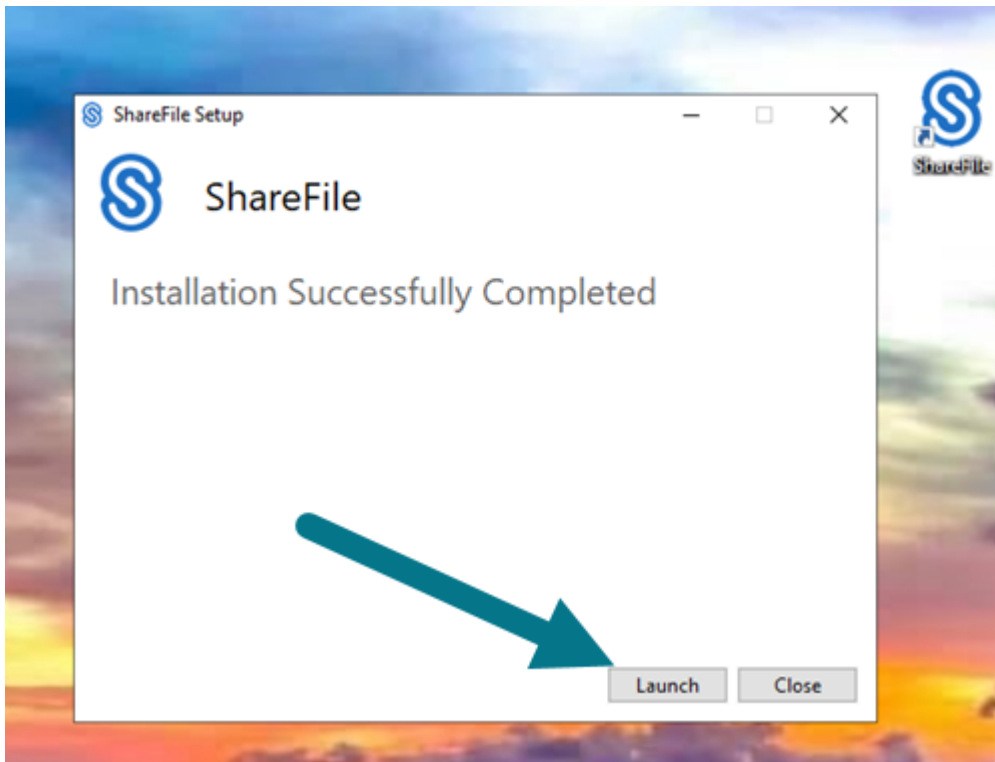 ShareFile Setup
ShareFile
ShareFile
Installation Successfully Completed
Launch
Close